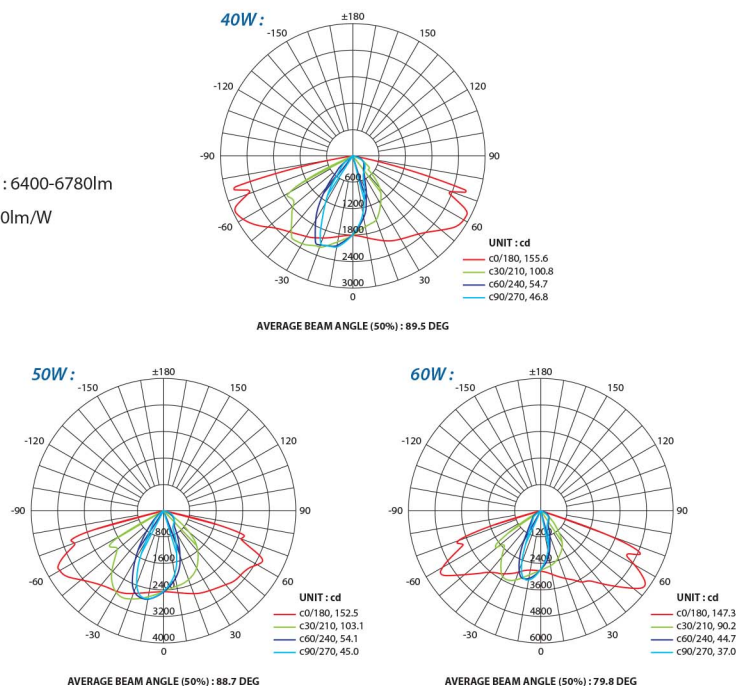 40W :
±180
-150
150
-120
120
-90
90
: 6400-6780lm
0lm/W
600
1200
1800
2400
3000
-60
60
-30
30
0
UNIT : cd
c0/180, 155.6
c30/210, 100.8
c60/240, 54.7
c90/270, 46.8
AVERAGE BEAM ANGLE (50%) : 89.5 DEG
50W :
±180
-150
150
-120
120
-90
90
800
1600
2400
3200
4000
-60
60
-30
30
0
UNIT : cd
c0/180, 152.5
c30/210, 103.1
c60/240, 54.1
c90/270, 45.0
AVERAGE BEAM ANGLE (50%) : 88.7 DEG
60W :
±180
-150
150
-120
120
-90
90
1200
2400
3600
4800
6000
-60
60
-30
30
0
UNIT : cd
c0/180, 147.3
c30/210, 90.2
c60/240, 44.7
c90/270, 37.0
AVERAGE BEAM ANGLE (50%) : 79.8 DEG